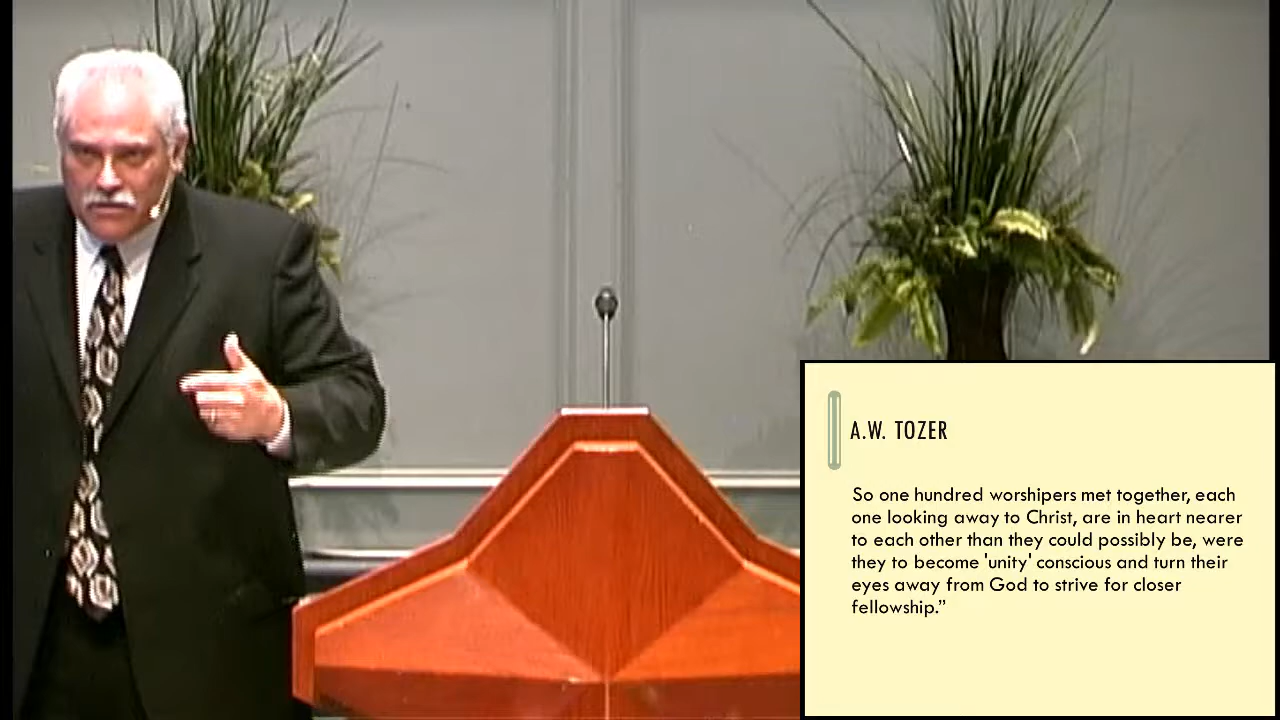 A.W. TOZER
So one hundred worshipers met together, each
one looking away to Christ, are in heart nearer
to each other than they could possibly be, were
they to become 'unity' conscious and turn their
eyes away from God to strive for closer
fellowship.”